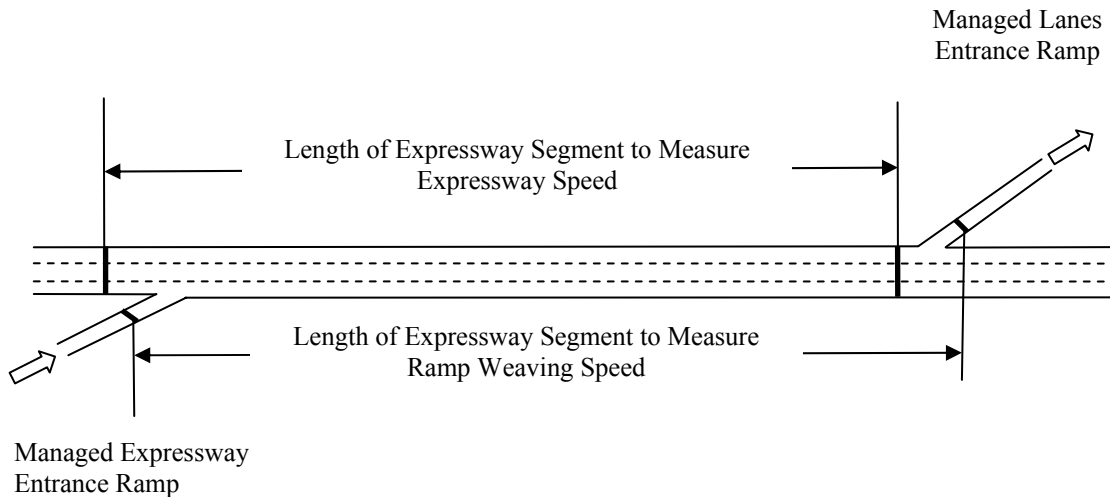 Managed Lanes
Entrance Ramp
Length of Expressway Segment to Measure
Expressway Speed
Length of Expressway Segment to Measure
Ramp Weaving Speed
Managed Expressway
Entrance Ramp